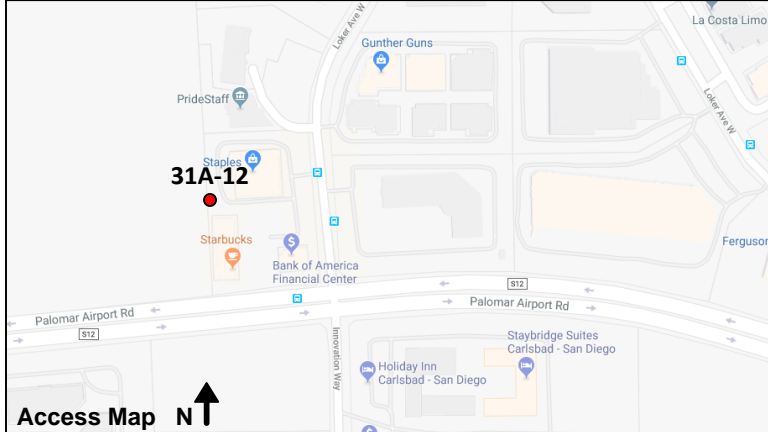 La Costa Limo
Loker Ave W
Gunther Guns
PrideStaff
Loker Ave W
Staples
31A-12
Starbucks
Ferguson
Bank of America
Financial Center
S12
Palomar Airport Rd
Palomar Airport Rd
S12
Innovation Way
Staybridge Suites
Carlsbad - San Diego
Holiday Inn
Carlsbad - San Diego
Access Map N